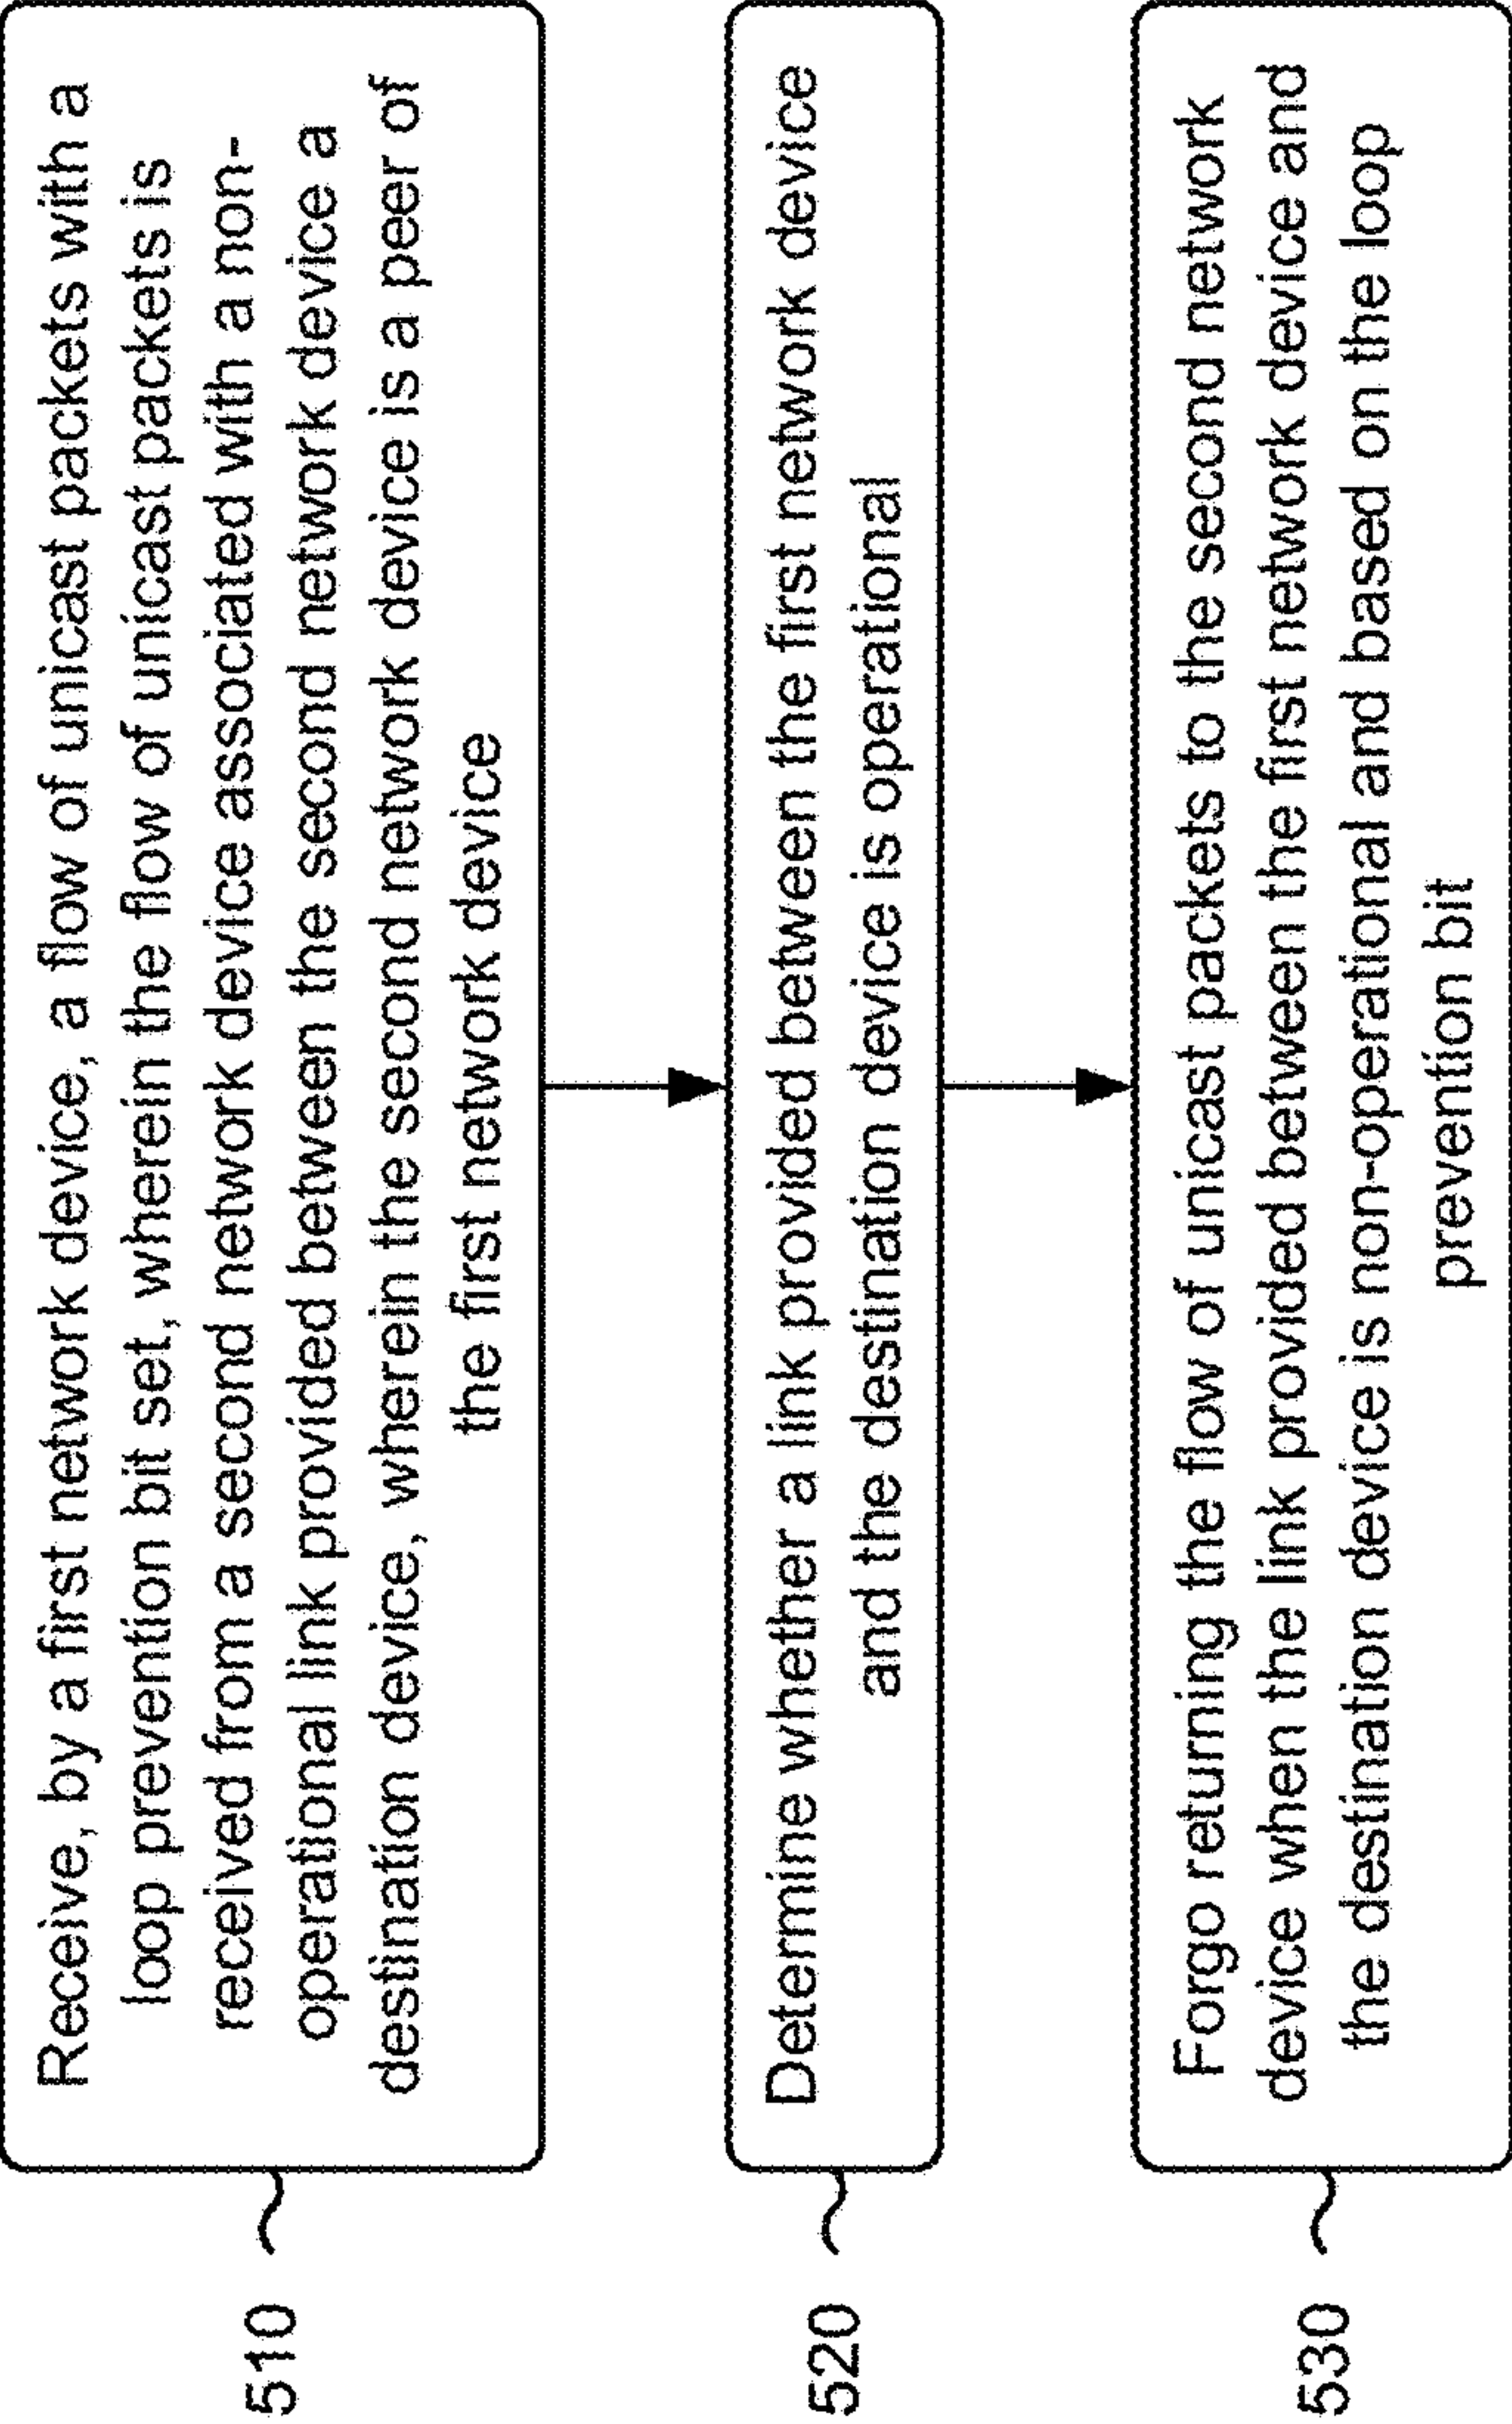 510
Receive, by a first network device, a flow of unicast packets with a
loop prevention bit set, wherein the flow of unicast packets is
received from a second network device associated with a non-
operational link provided between the second network device a
destination device, wherein the second network device is a peer of
the first network device
520
Determine whether a link provided between the first network device
and the destination device is operational
530
Forgo returning the flow of unicast packets to the second network
device when the link provided between the first network device and
the destination device is non-operational and based on the loop
prevention bit